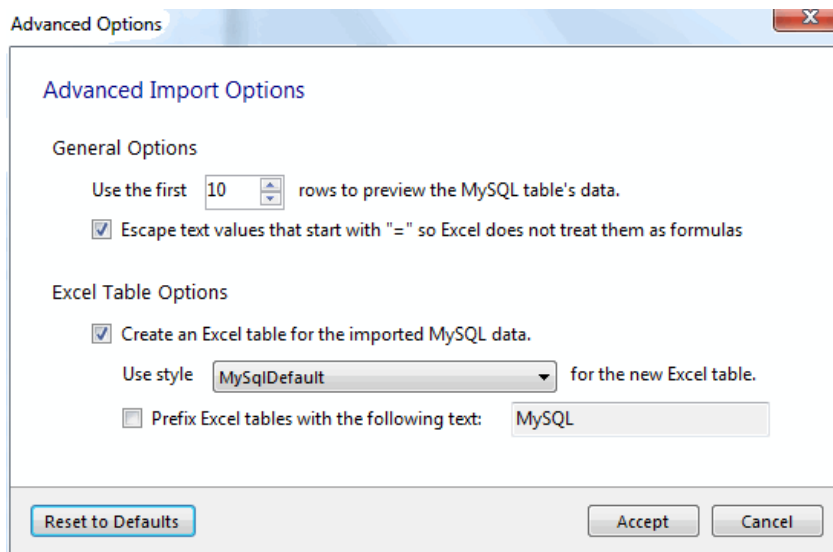 Advanced Options
Advanced Import Options
General Options
Use the first 10 rows to preview the MySQL table's data.
Escape text values that start with "=" so Excel does not treat them as formulas
Excel Table Options
Create an Excel table for the imported MySQL data.
Use style MySqlDefault for the new Excel table.
Prefix Excel tables with the following text: MySQL
Reset to Defaults Accept Cancel